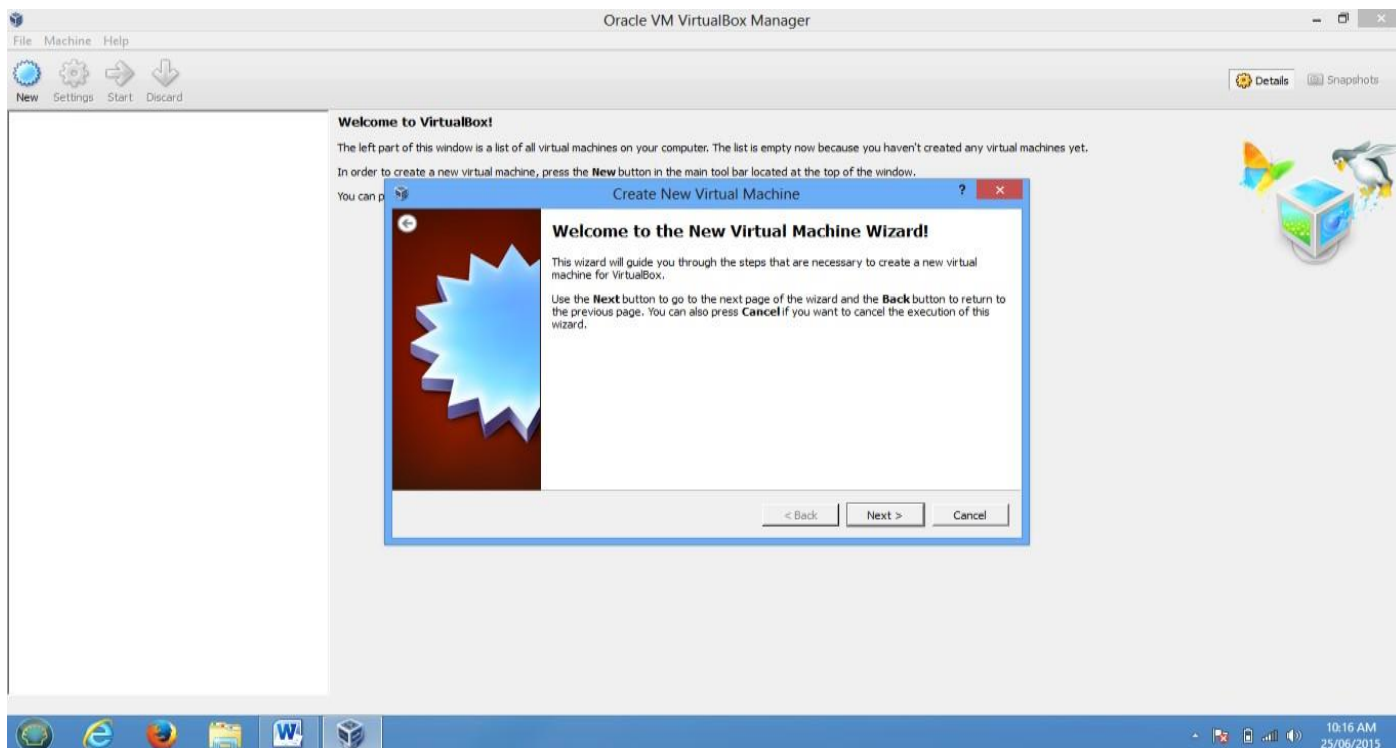 Oracle VM VirtualBox Manager
File Machine Help
New Settings Start Discard
Details Snapshots
Welcome to VirtualBox!
The left part of this window is a list of all virtual machines on your computer. The list is empty now because you haven't created any virtual machines yet.
In order to create a new virtual machine, press the New button in the main tool bar located at the top of the window.
You can p
Create New Virtual Machine
Welcome to the New Virtual Machine Wizard!
This wizard will guide you through the steps that are necessary to create a new virtual
machine for VirtualBox.
Use the Next button to go to the next page of the wizard and the Back button to return to
the previous page. You can also press Cancel if you want to cancel the execution of this
wizard.
< Back Next > Cancel
10:16 AM
25/06/2015